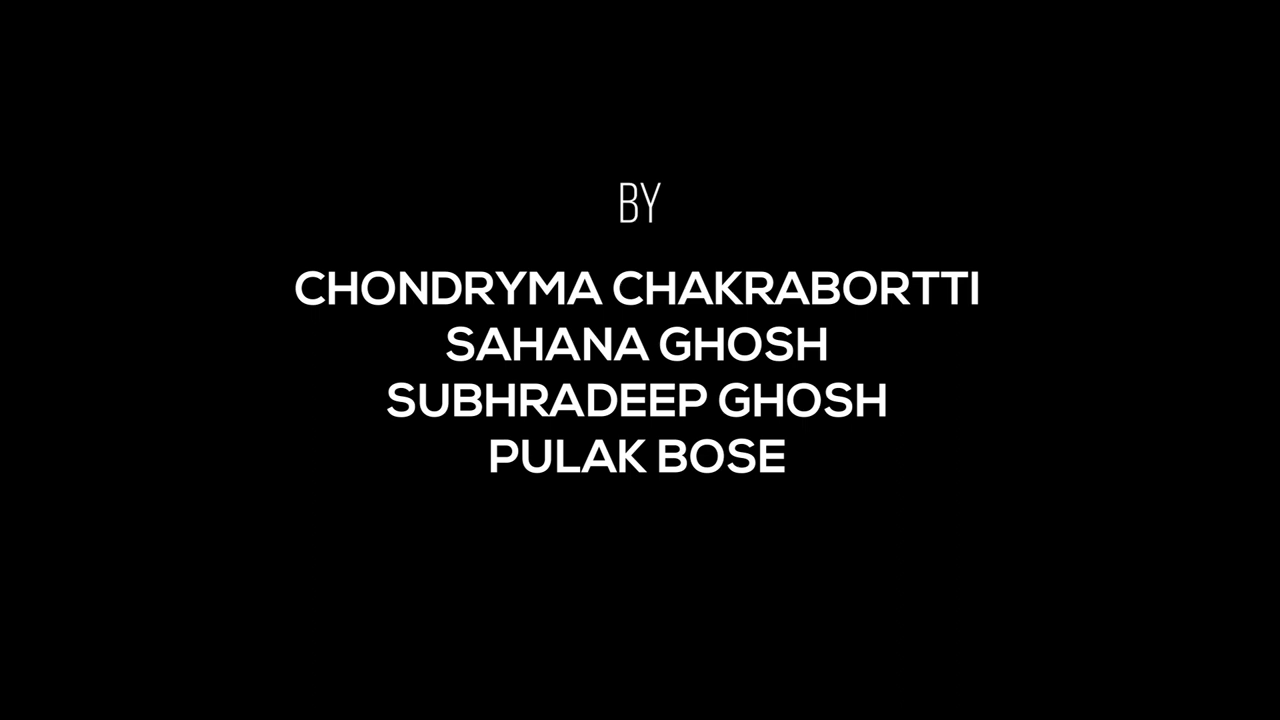 BY
CHONDRYMA CHAKRABORTTI
SAHANA GHOSH
SUBHRADEEP GHOSH
PULAK BOSE